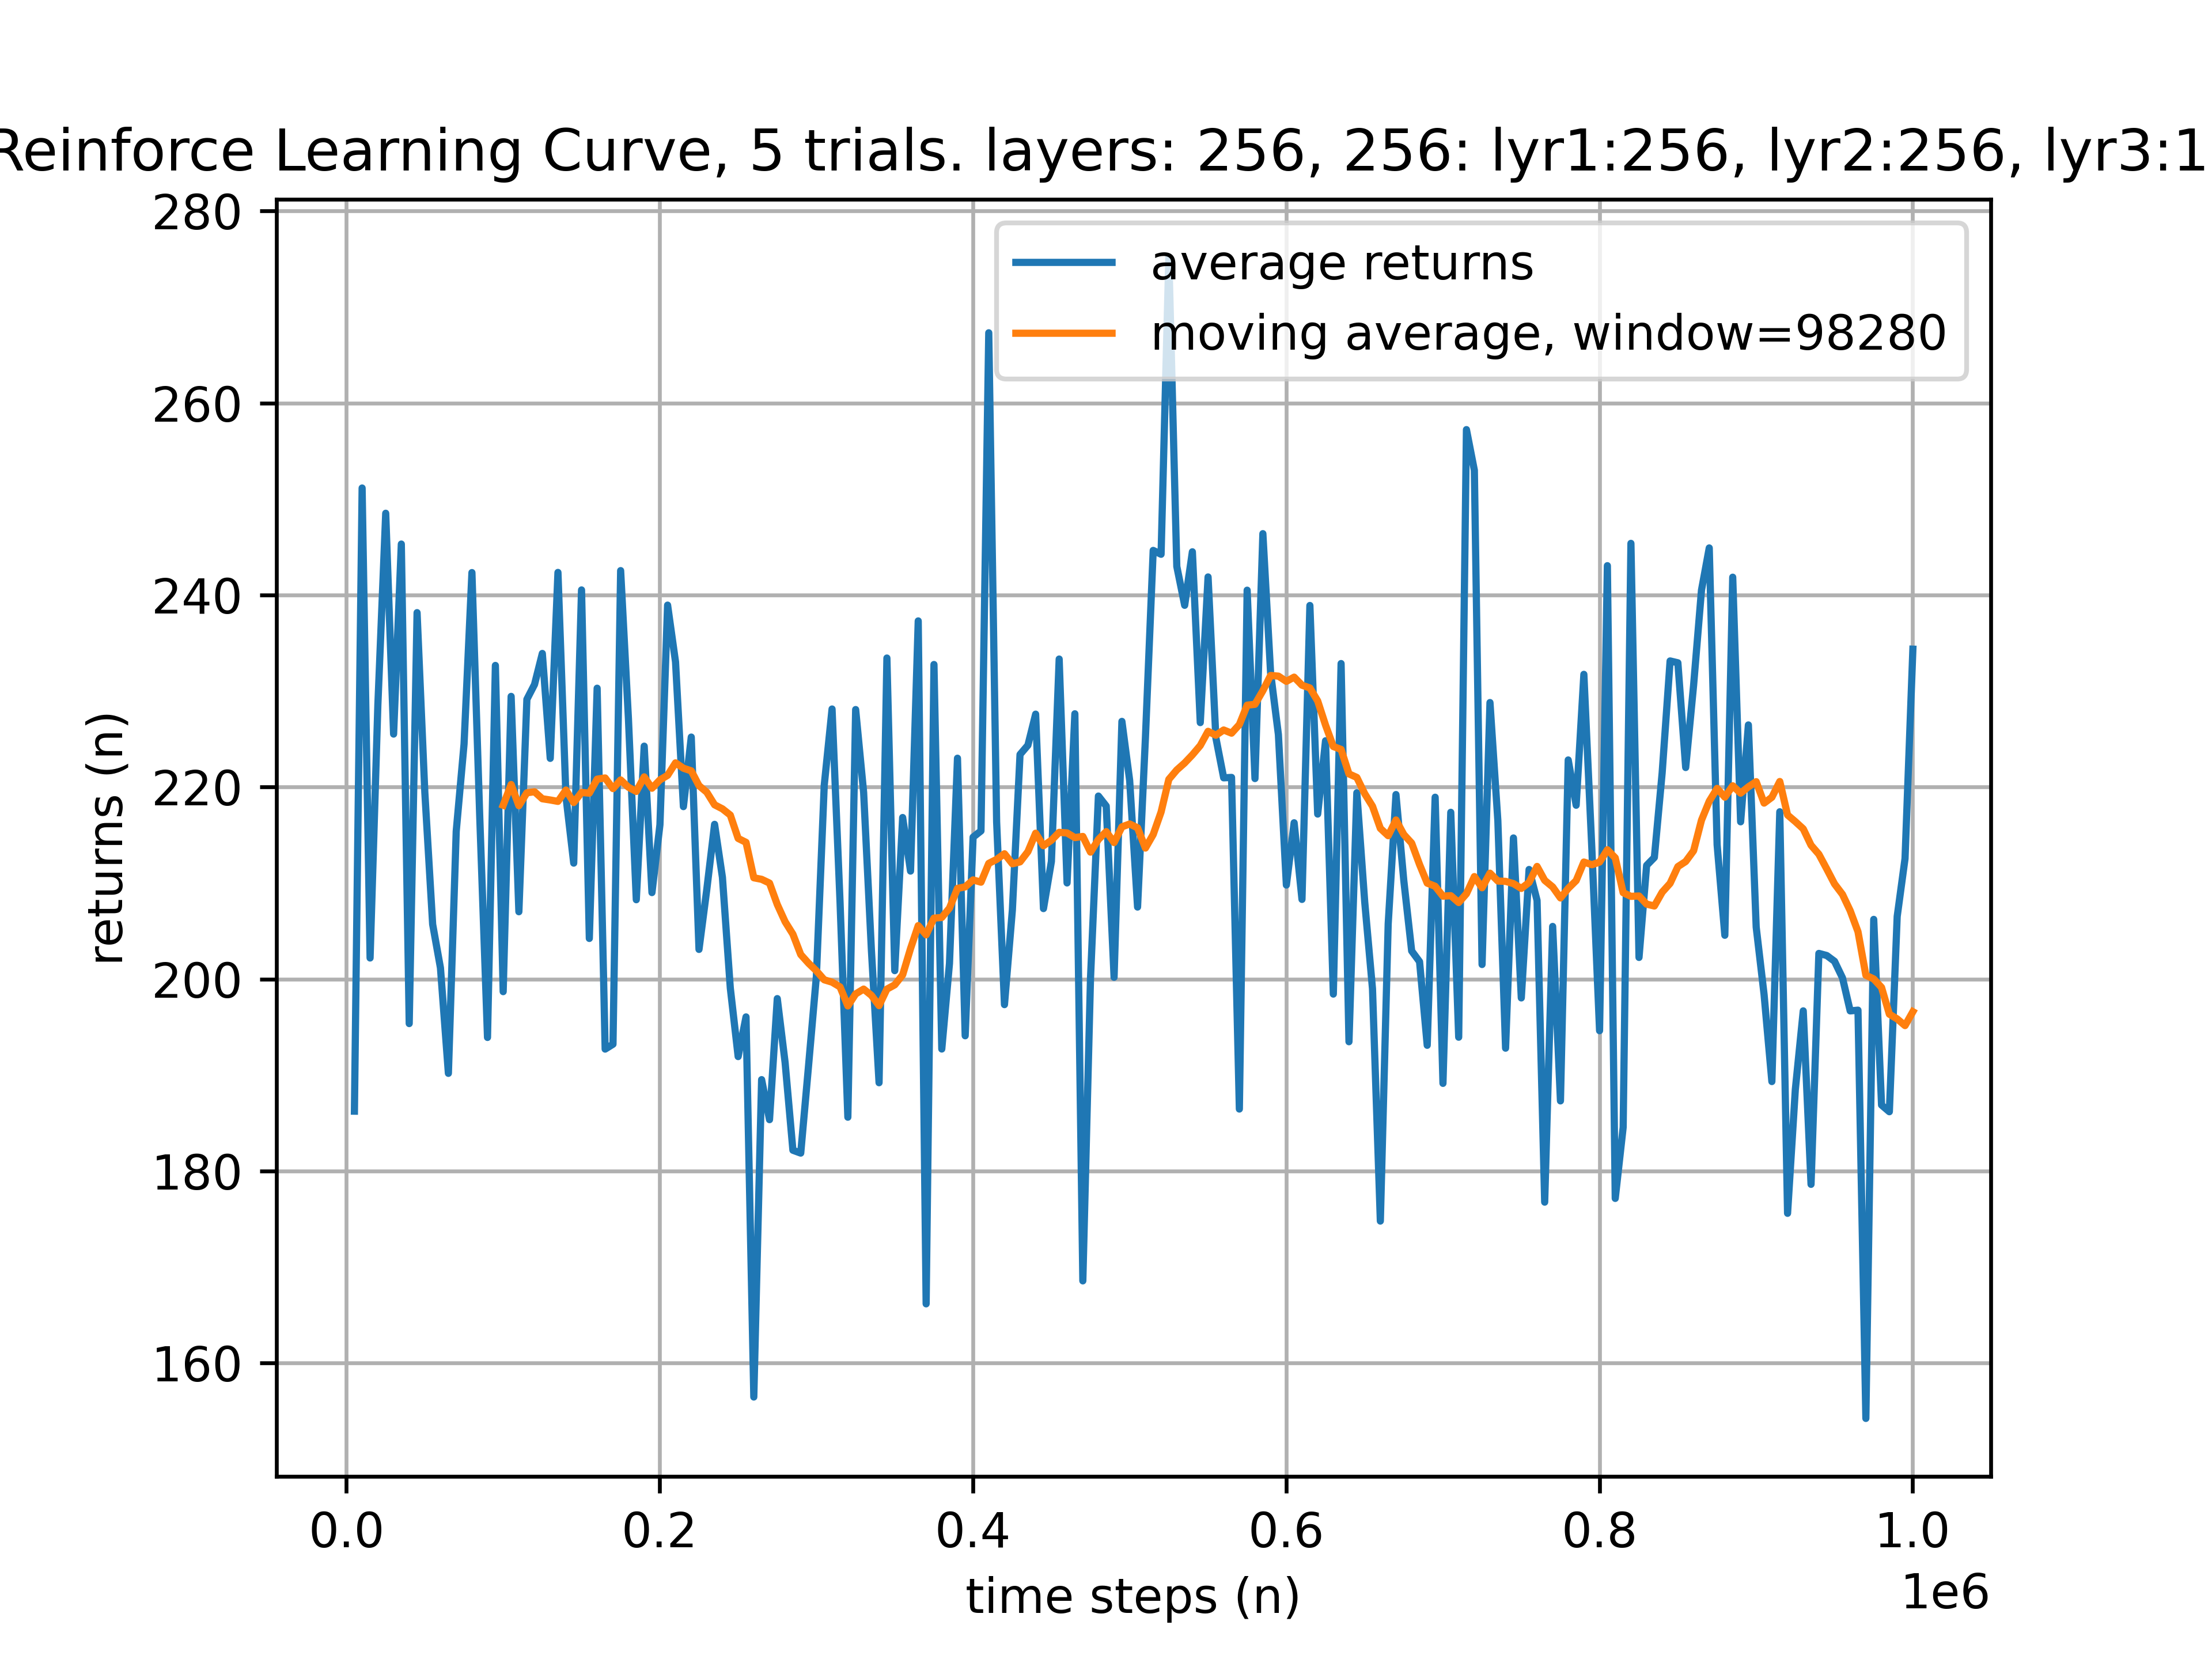 Reinforce Learning Curve, 5 trials. layers: 256, 256: lyr1:256, lyr2:256, lyr3:1
280
260
240
220
200
180
160
returns (n)
average returns
moving average, window=98280
0.0 0.2 0.4 0.6 0.8 1.0
1e6
time steps (n)